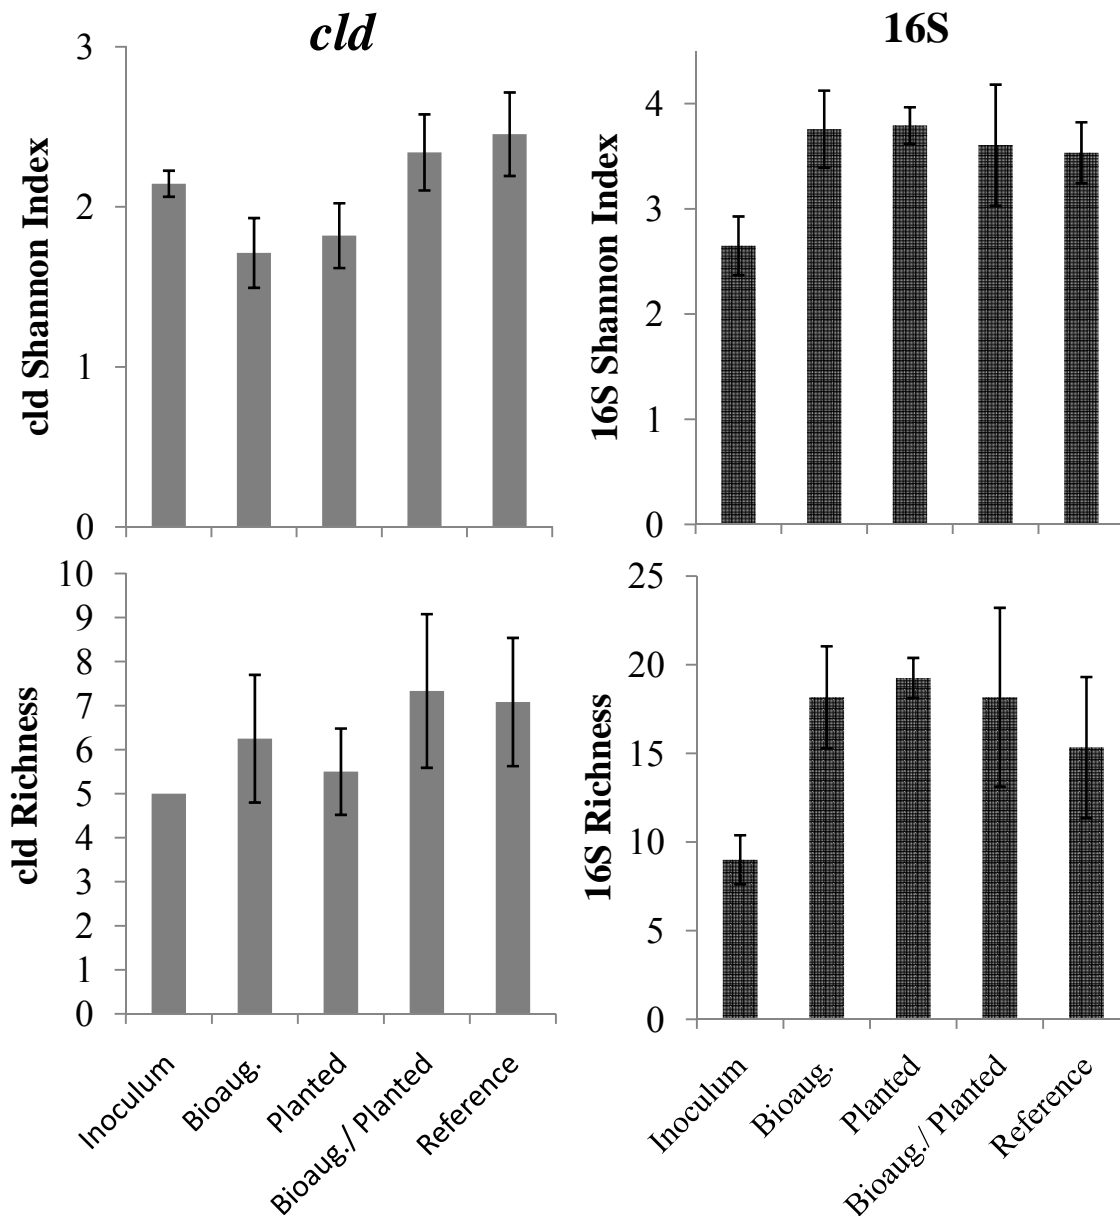 cld
16S
cld Shannon Index
3
2
1
0
16S Shannon Index
4
3
2
1
0
cld Richness
10
9
8
7
6
5
4
3
2
1
0
Inoculum
Bioaug.
Planted
Bioaug./ Planted
Reference
16S Richness
25
20
15
10
5
0
Inoculum
Bioaug.
Planted
Bioaug./ Planted
Reference